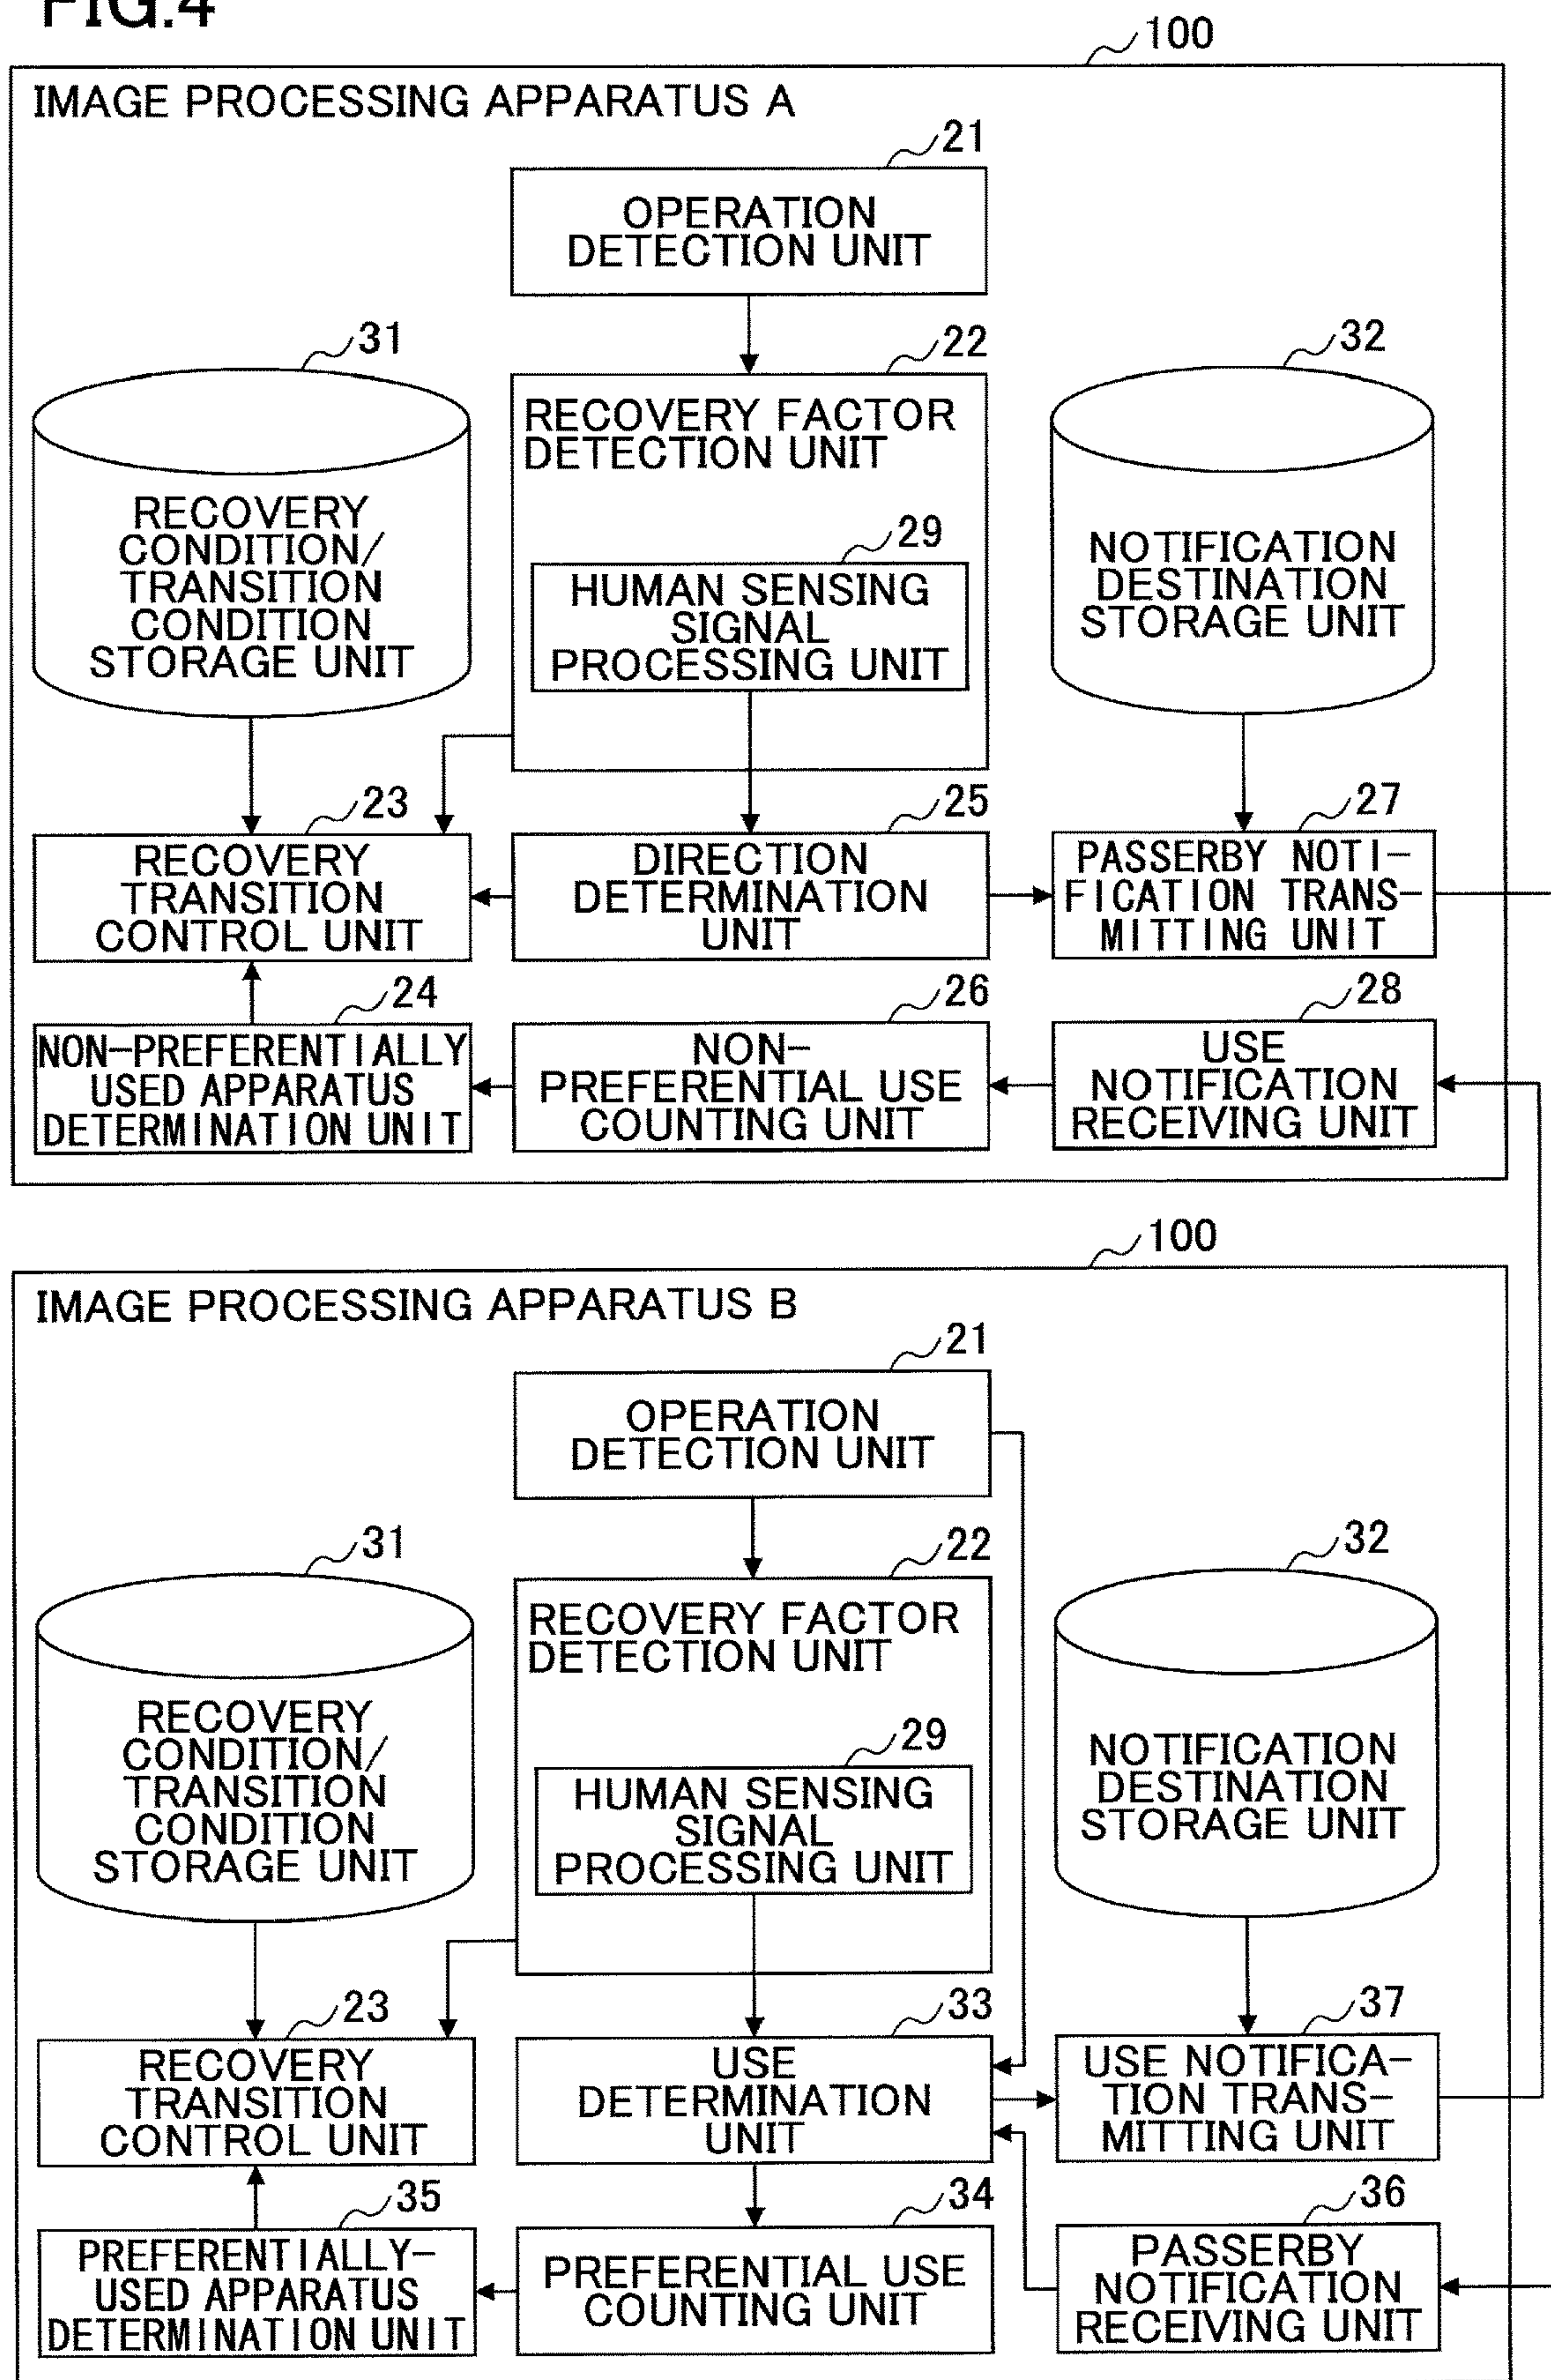 FIG.4
100
IMAGE PROCESSING APPARATUS A
21
OPERATION
DETECTION UNIT
31
22
32
RECOVERY FACTOR
DETECTION UNIT
RECOVERY
CONDITION/
TRANSITION
CONDITION
STORAGE UNIT
29
HUMAN SENSING
SIGNAL
PROCESSING UNIT
NOTIFICATION
DESTINATION
STORAGE UNIT
23
RECOVERY
TRANSITION
CONTROL UNIT
25
DIRECTION
DETERMINATION
UNIT
27
PASSERBY NOTI-
FICATION TRANS-
MITTING UNIT
24
NON-PREFERENTIALLY
USED APPARATUS
DETERMINATION UNIT
26
NON-
PREFERENTIAL USE
COUNTING UNIT
28
USE
NOTIFICATION
RECEIVING UNIT
100
IMAGE PROCESSING APPARATUS B
21
OPERATION
DETECTION UNIT
31
22
32
RECOVERY FACTOR
DETECTION UNIT
RECOVERY
CONDITION/
TRANSITION
CONDITION
STORAGE UNIT
29
HUMAN SENSING
SIGNAL
PROCESSING UNIT
NOTIFICATION
DESTINATION
STORAGE UNIT
23
RECOVERY
TRANSITION
CONTROL UNIT
33
USE
DETERMINATION
UNIT
37
USE NOTIFICA-
TION TRANS-
MITTING UNIT
35
PREFERENTIALLY-
USED APPARATUS
DETERMINATION UNIT
34
PREFERENTIAL USE
COUNTING UNIT
36
PASSERBY
NOTIFICATION
RECEIVING UNIT